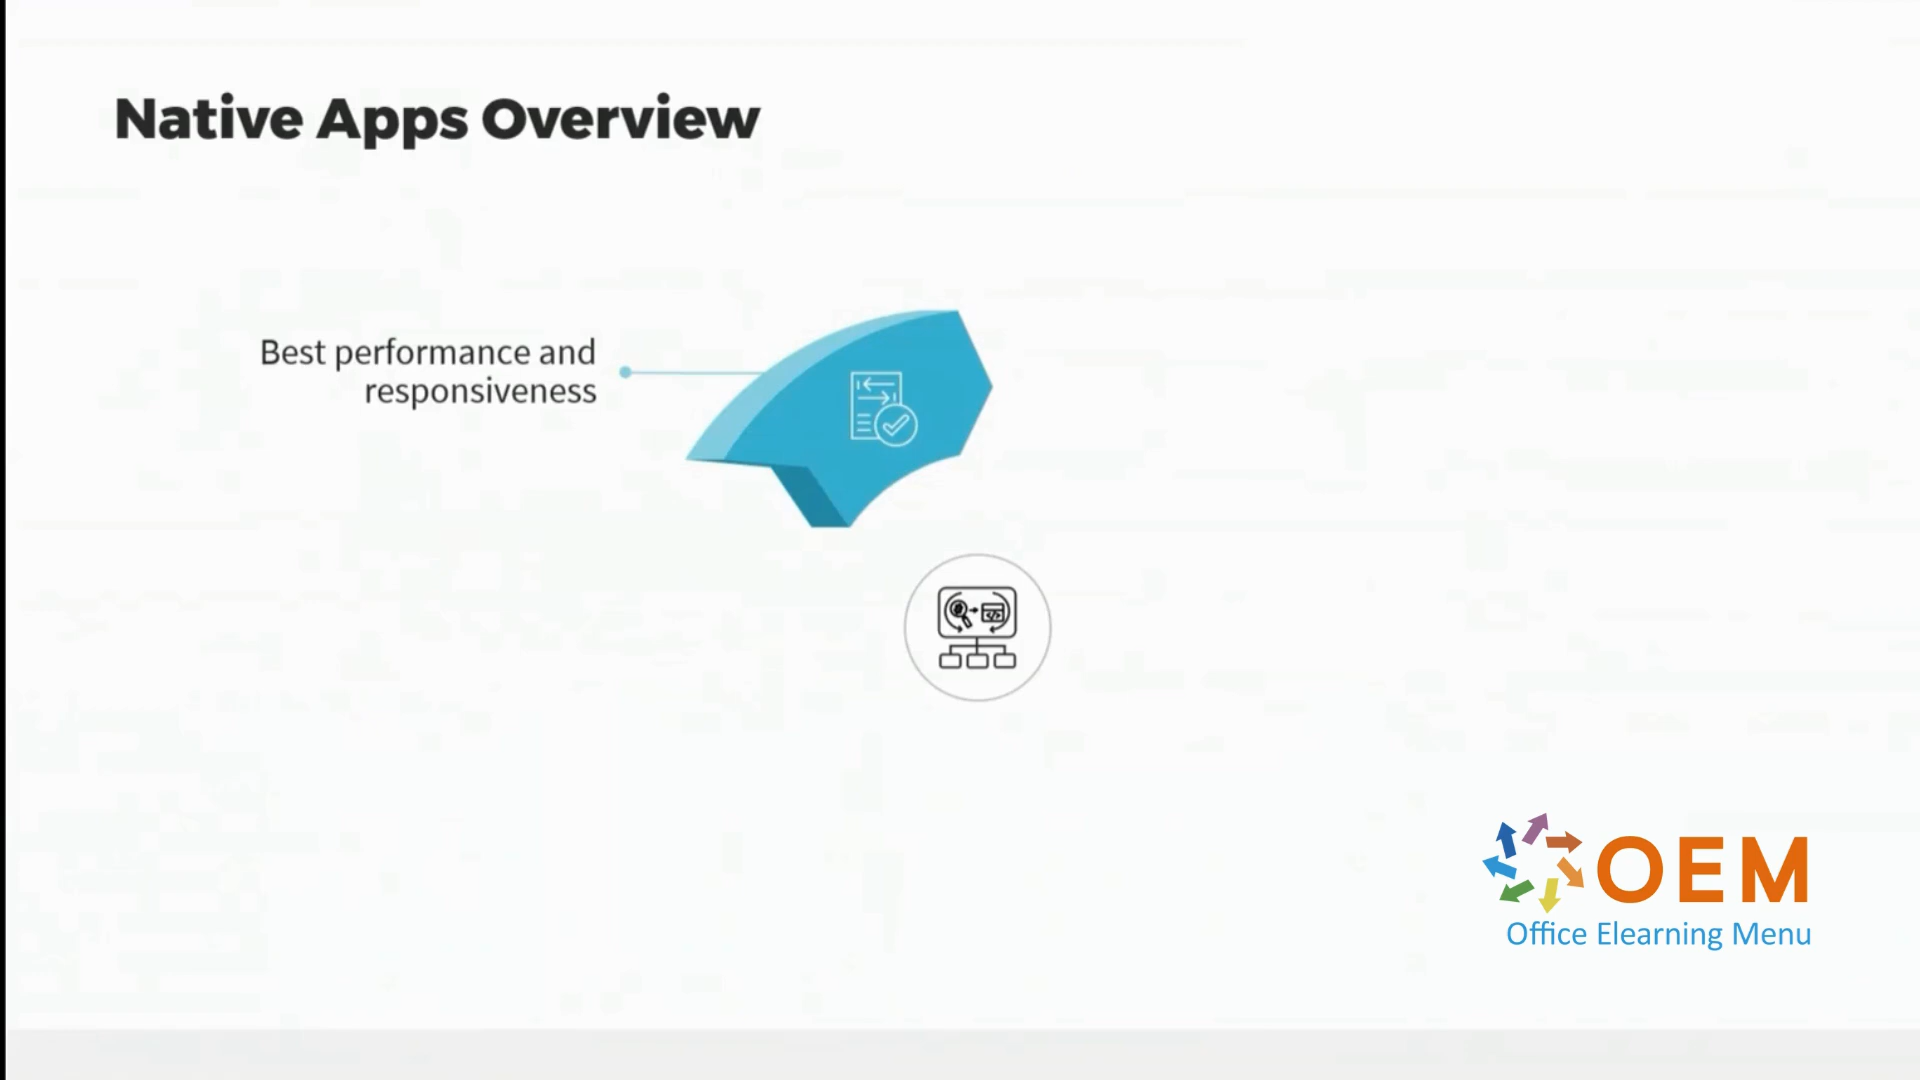 Native Apps Overview
Best performance and
responsiveness
OEM
Office Elearning Menu